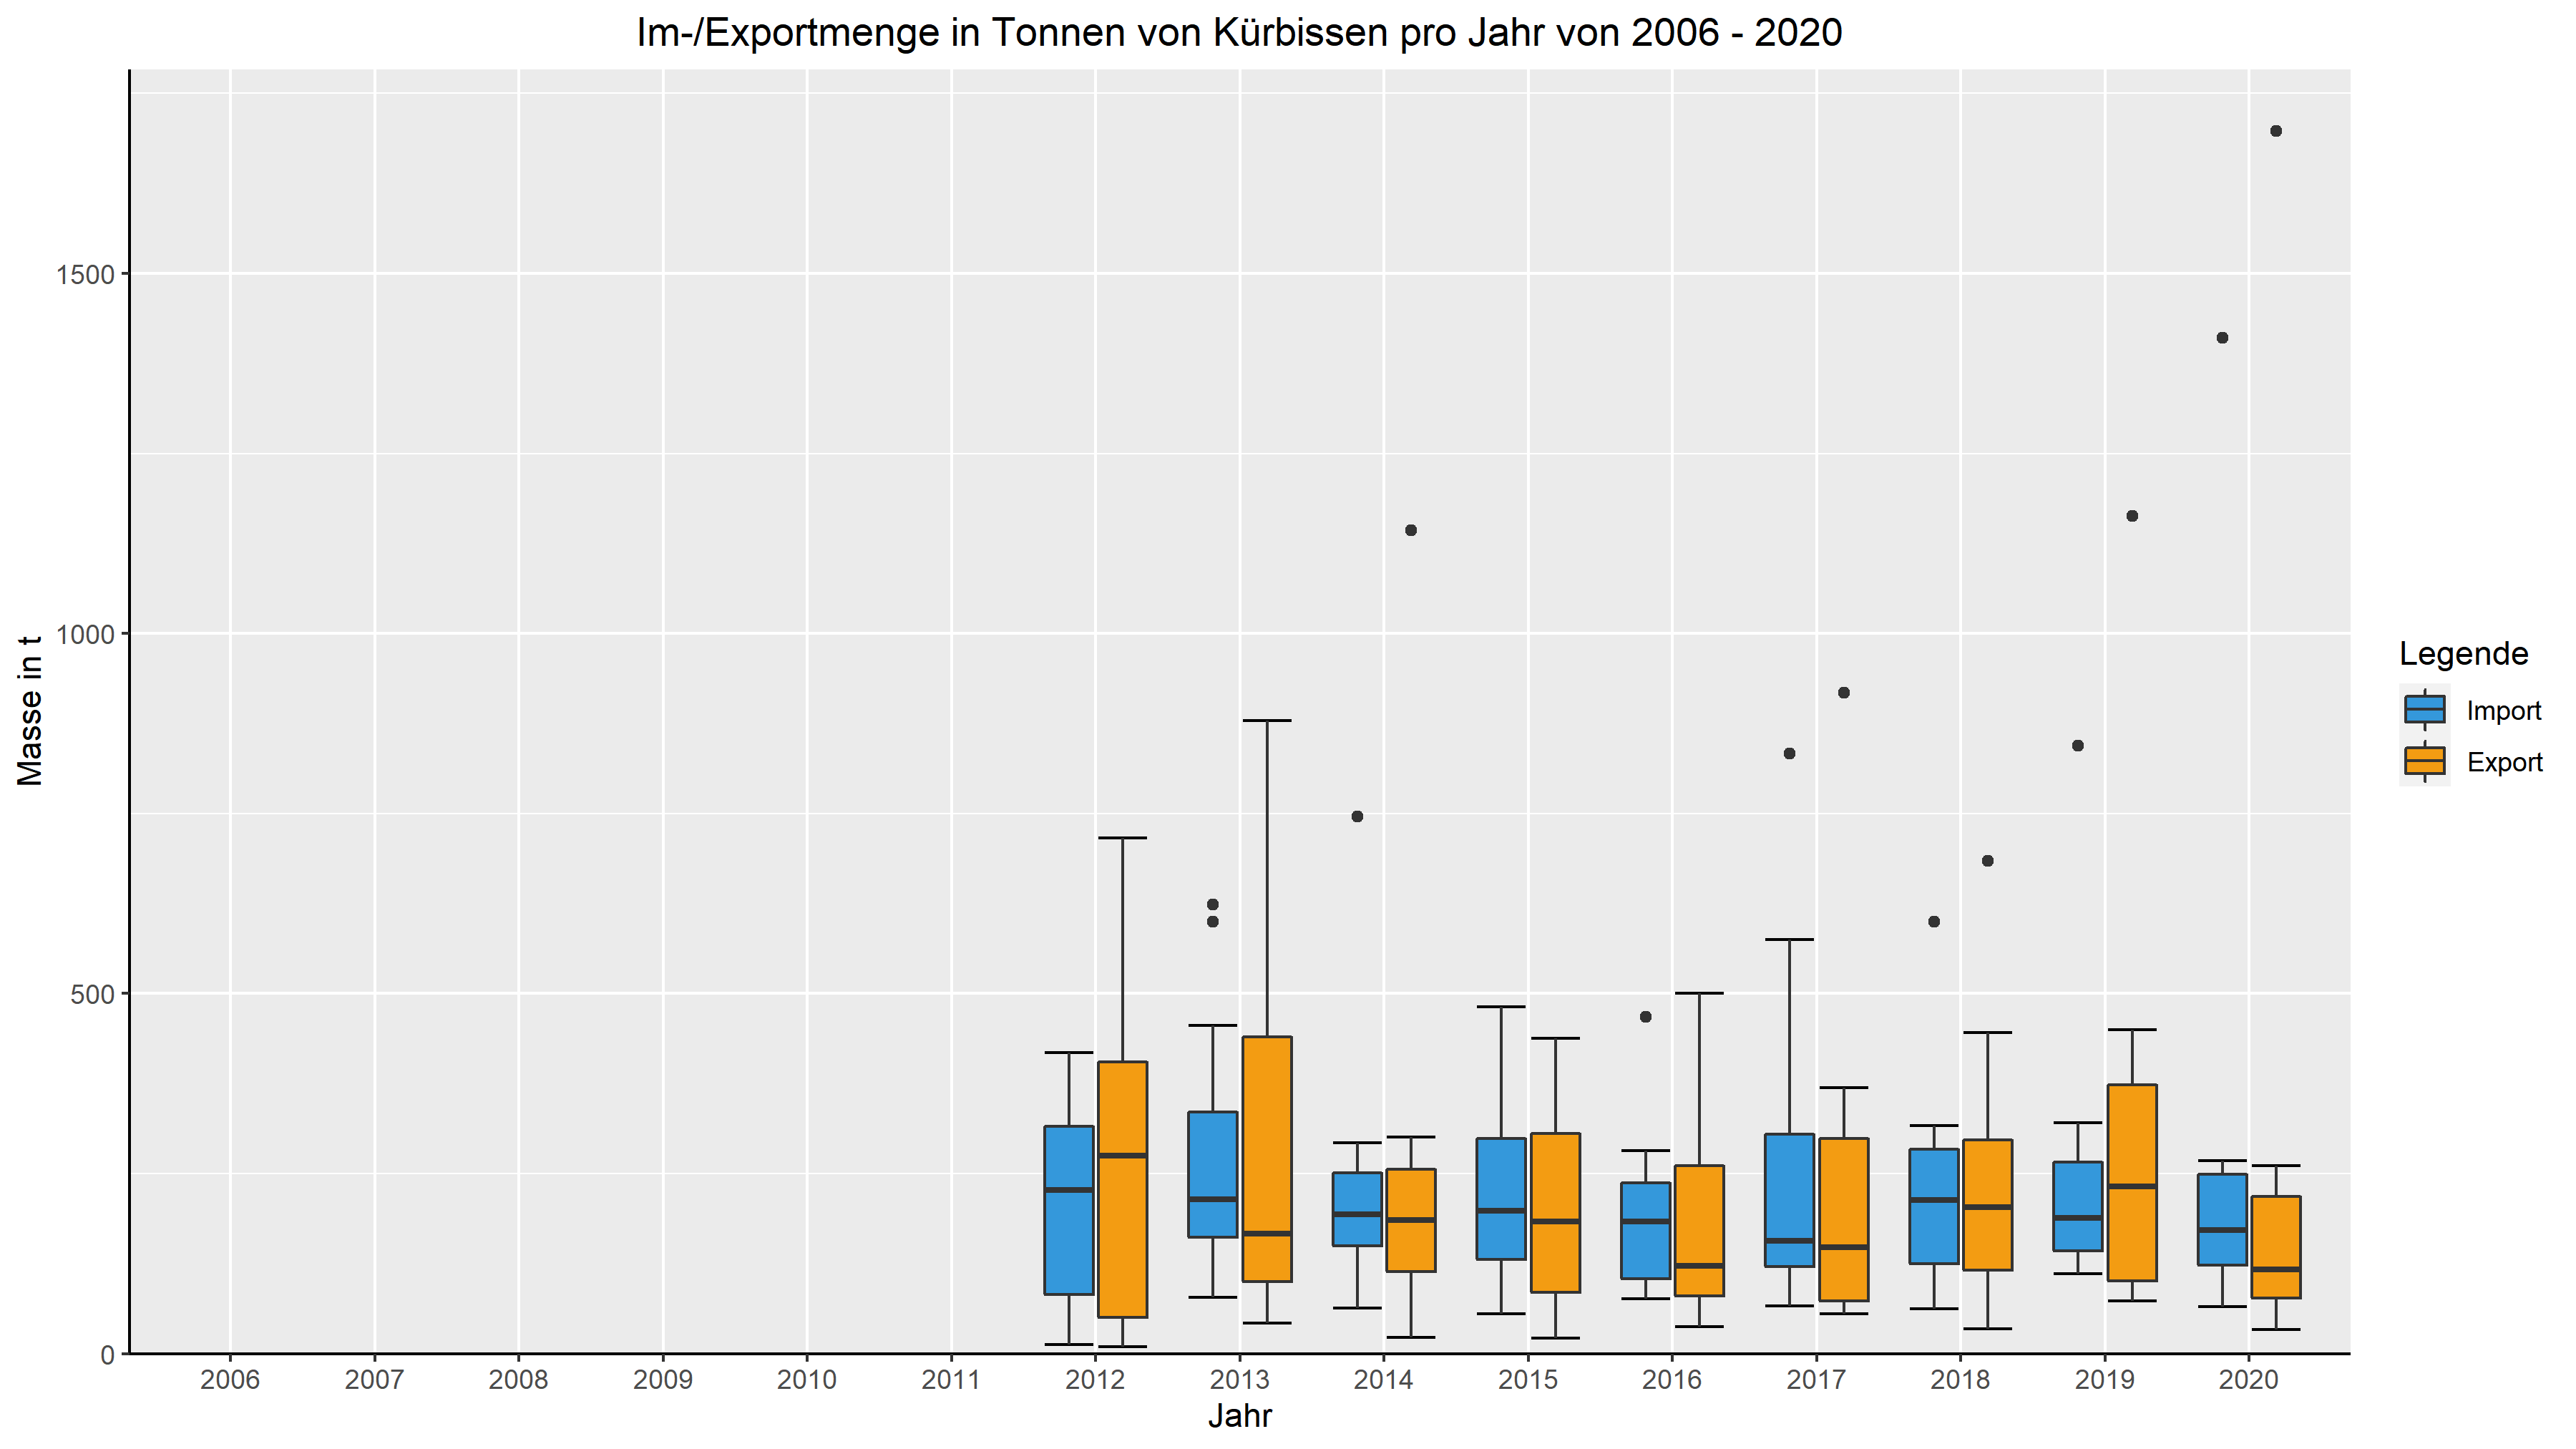 Im-/Exportmenge in Tonnen von Kürbissen pro Jahr von 2006 - 2020
Masse in t
1500
1000
500
0
2006 2007 2008 2009 2010 2011 2012 2013 2014 2015 2016 2017 2018 2019 2020
Jahr
Legende
Import
Export